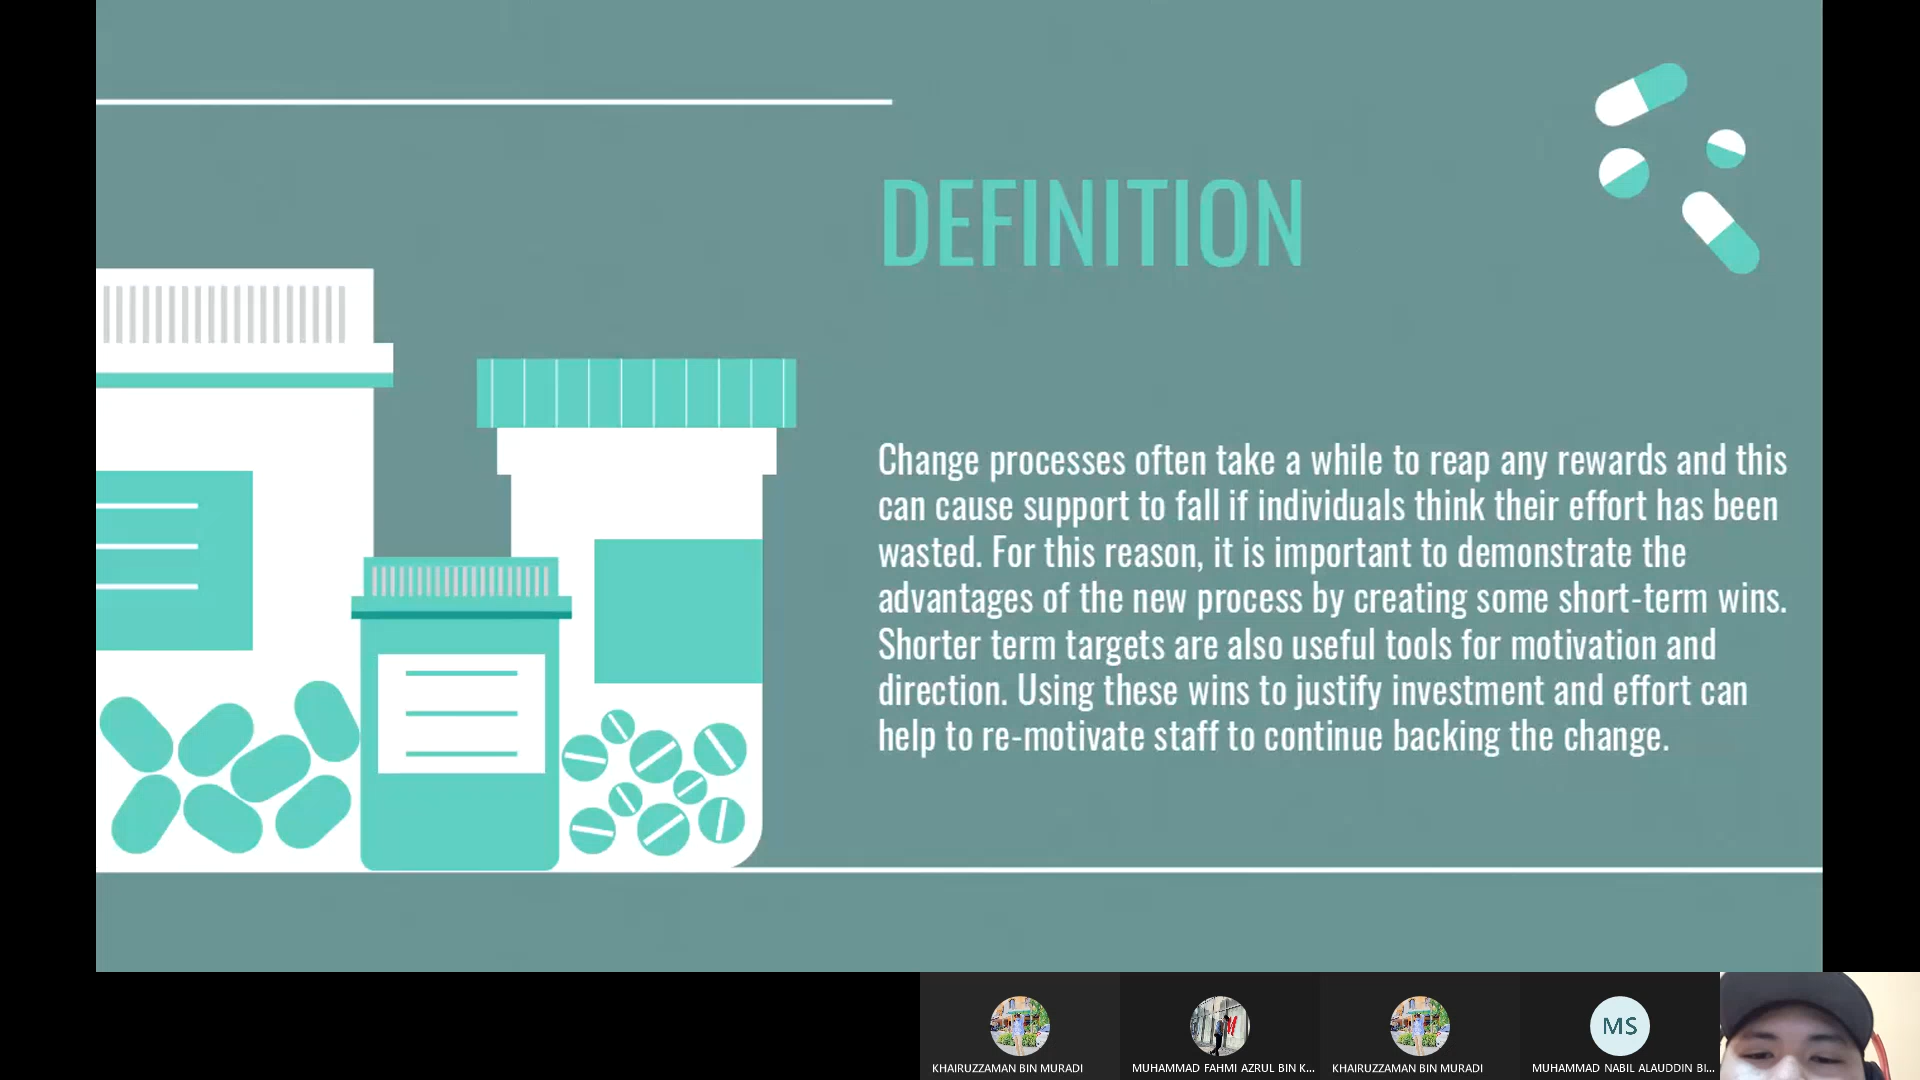 DEFINITION
Change processes often take a while to reap any rewards and this
can cause support to fall if individuals think their effort has been
wasted. For this reason, it is important to demonstrate the
advantages of the new process by creating some short-term wins.
Shorter term targets are also useful tools for motivation and
direction. Using these wins to justify investment and effort can
help to re-motivate staff to continue backing the change.
MS
KHAIRUZZAMAN BIN MURADI
MUHAMMAD FAHMI AZRUL BIN K...
KHAIRUZZAMAN BIN MURADI
MUHAMMAD NABIL ALAUDDIN BI...